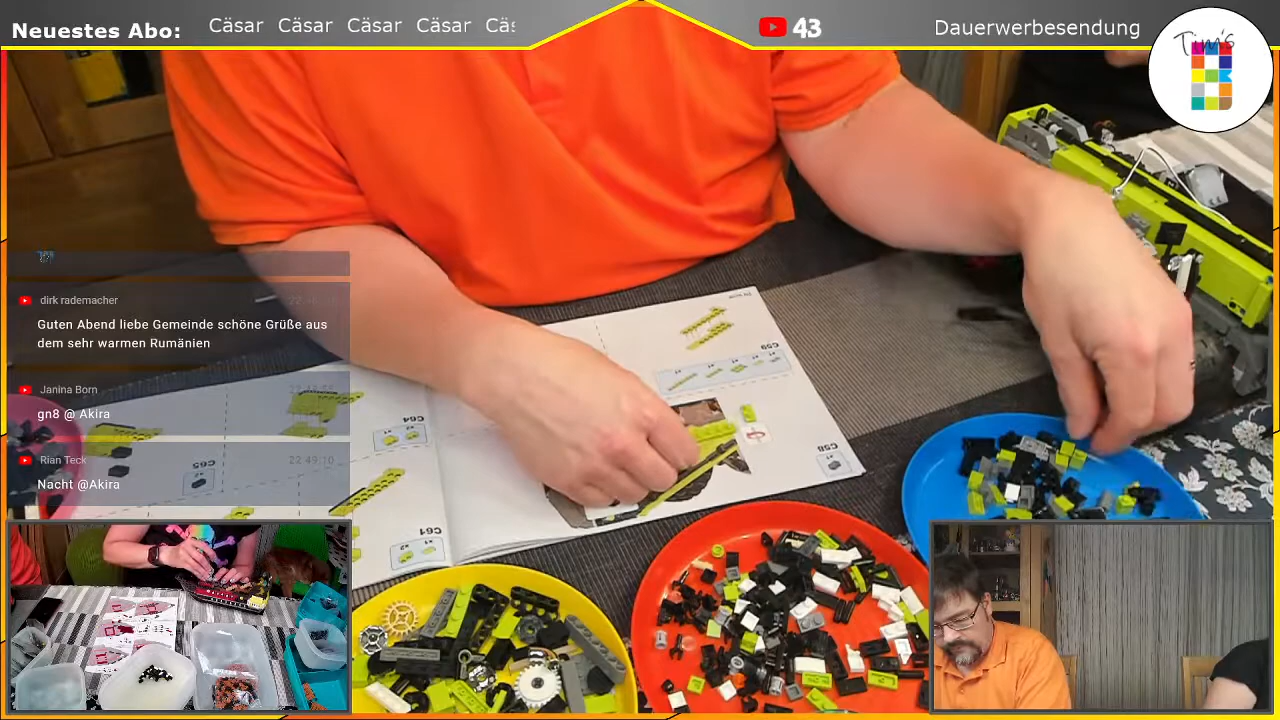 Neuestes Abo:
Cäsar Cäsar Cäsar Cäsar
43
Dauerwerbesendung
Tim's
dirk rademacher
Guten Abend liebe Gemeinde schöne Grüße aus
dem sehr warmen Rumänien
Janina Born
gn8 @ Akira
Rian Teck
22:49:10
Nacht @Akira
C59
C58
C64
C65
C61